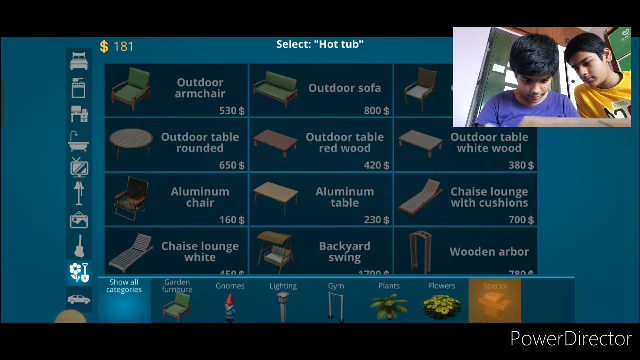 $ 181
Select: "Hot tub"
Outdoor armchair
530 $
Outdoor sofa
800 $
Outdoor table rounded
650 $
Outdoor table red wood
420 $
Outdoor table white wood
380 $
Aluminum chair
160 $
Aluminum table
230 $
Chaise lounge with cushions
700 $
Chaise lounge white
Backyard swing
Wooden arbor
Show all categories
Garden furniture
Gnomes
Lighting
Gym
Plants
Flowers
Special
PowerDirector